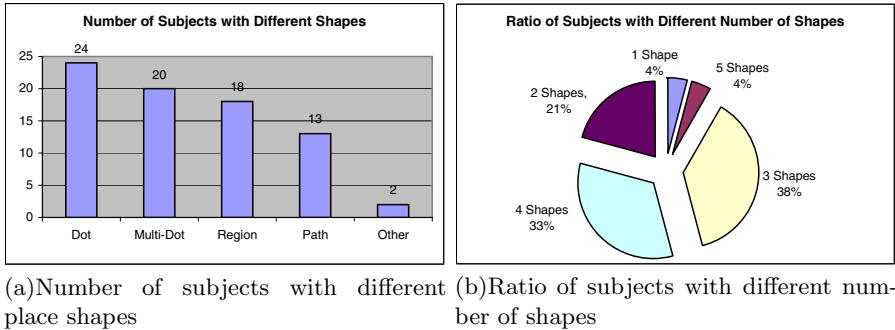 Number of Subjects with Different Shapes
25
20
15
10
5
0
24
20
18
13
2
Dot
Multi-Dot
Region
Path
Other
Ratio of Subjects with Different Number of Shapes
1 Shape
4%
5 Shapes
4%
2 Shapes,
21%
3 Shapes
38%
4 Shapes
33%
(a)Number of subjects with different
place shapes
(b)Ratio of subjects with different num-
ber of shapes